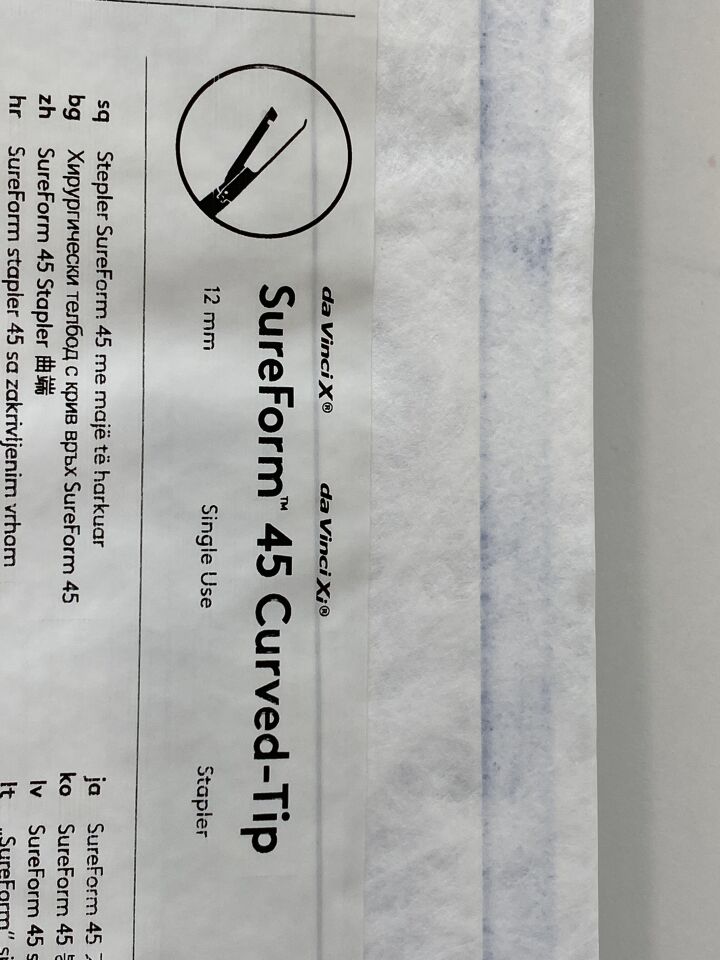 da Vinci X® da Vinci Xi®
SureForm™ 45 Curved-Tip
12 mm Single Use Stapler
sq Stepler SureForm 45 me majë të harkuar
bg Хирургически телбод с крив връх SureForm 45
zh SureForm 45 Stapler 曲端
hr SureForm stapler 45 sa zakrivljenim vrhom
ja SureForm 45
ko SureForm 45
lv SureForm 45
lt „SureForm“